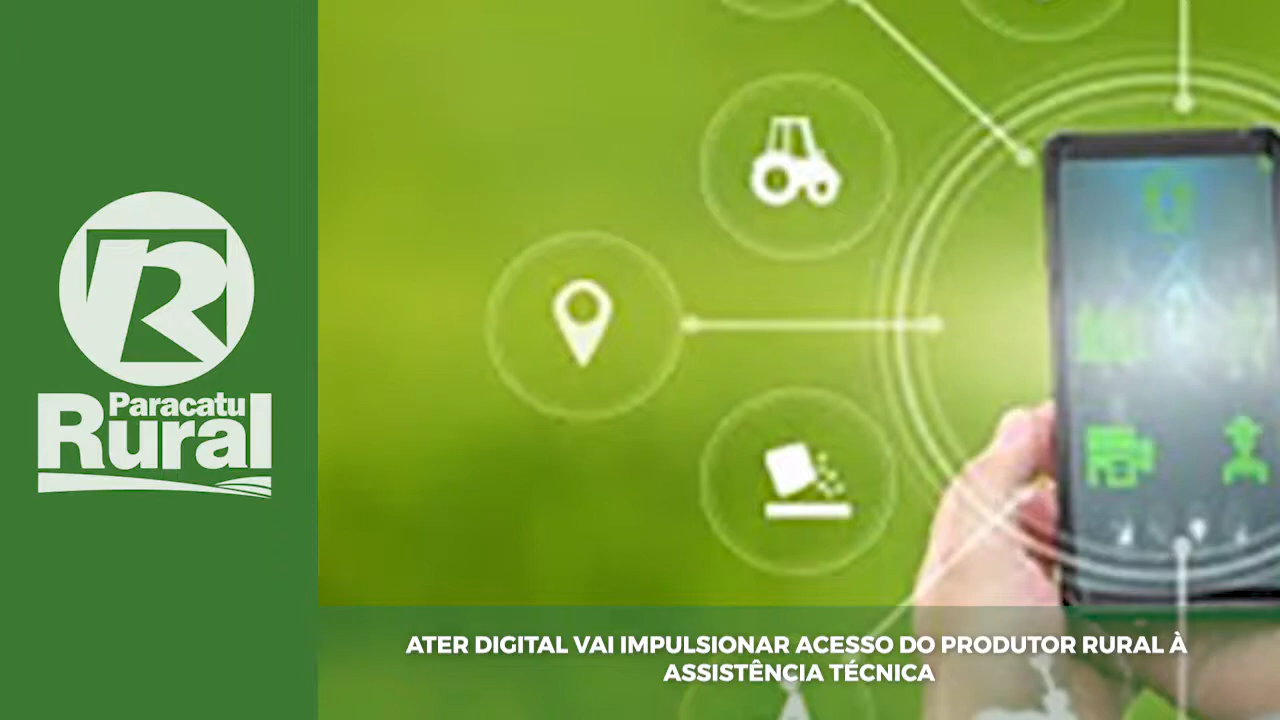 Paracatu
Rural
ATER DIGITAL VAI IMPULSIONAR ACESSO DO PRODUTOR RURAL À
ASSISTÊNCIA TÉCNICA